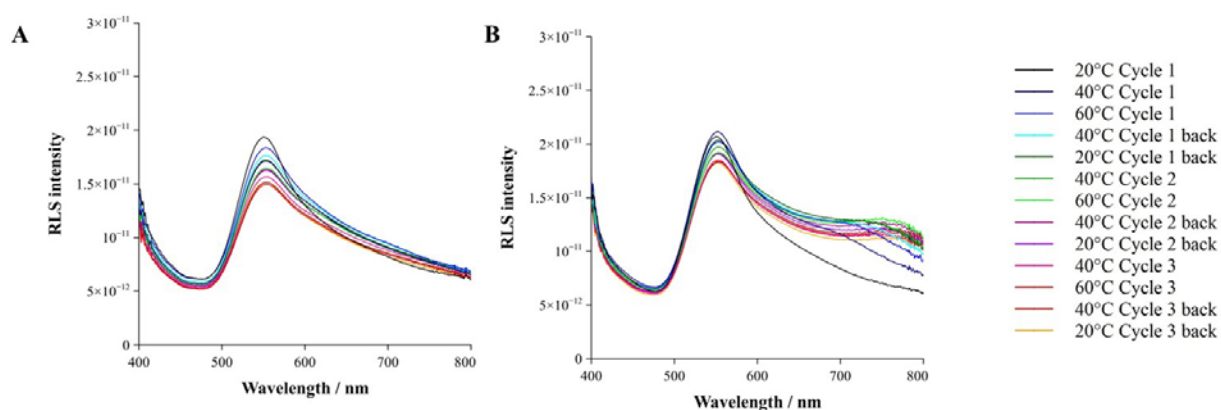 A
RLS intensity
3×10⁻¹¹
2.5×10⁻¹¹
2×10⁻¹¹
1.5×10⁻¹¹
10⁻¹¹
5×10⁻¹²
0
400 500 600 700 800
Wavelength / nm
B
RLS intensity
3×10⁻¹¹
2.5×10⁻¹¹
2×10⁻¹¹
1.5×10⁻¹¹
10⁻¹¹
5×10⁻¹²
0
400 500 600 700 800
Wavelength / nm
20°C Cycle 1
40°C Cycle 1
60°C Cycle 1
40°C Cycle 1 back
20°C Cycle 1 back
40°C Cycle 2
60°C Cycle 2
40°C Cycle 2 back
20°C Cycle 2 back
40°C Cycle 3
60°C Cycle 3
40°C Cycle 3 back
20°C Cycle 3 back